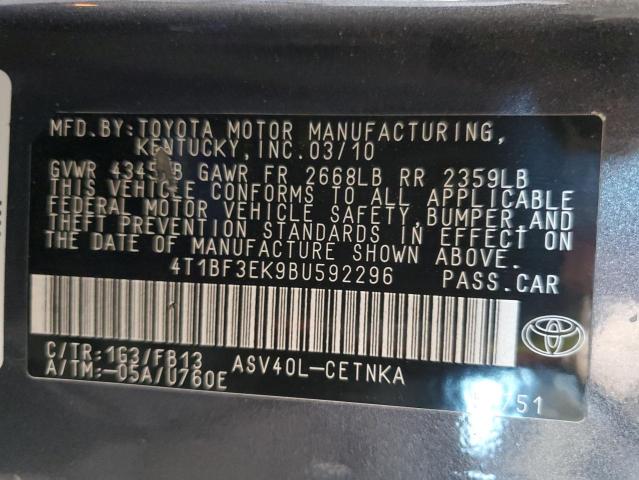 MFD.BY:TOYOTA MOTOR MANUFACTURING,
KENTUCKY,INC.03/10
GVWR GAWR FR 2668LB RR 2359LB
THIS VEHICLE CONFORMS TO ALL APPLICABLE
FEDERAL MOTOR VEHICLE SAFETY,BUMPER AND
THEFT PREVENTION STANDARDS IN EFFECT ON
THE DATE OF MANUFACTURE SHOWN ABOVE.
4T1BF3EK9BU592296 PASS.CAR
C/TR:1G3/FB13 ASV40L-CETNKA
A/TM:-05A/U760E